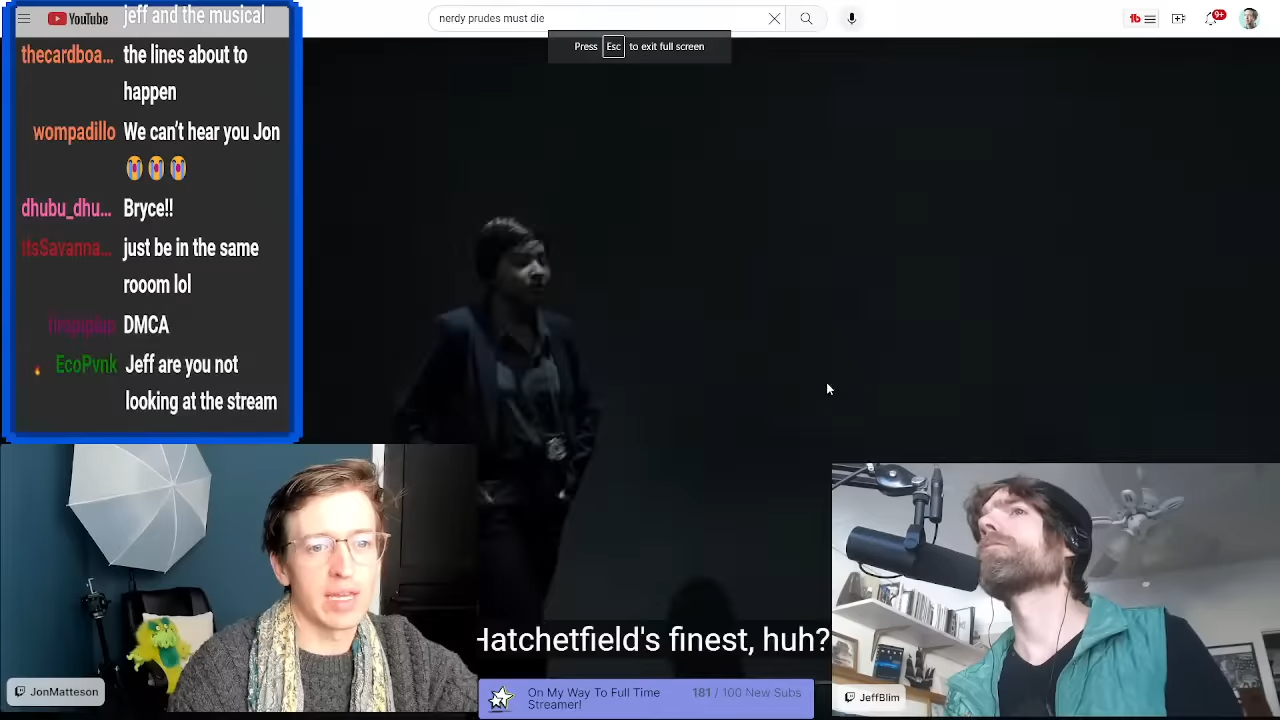 YouTube
nerdy prudes must die
9+
Press Esc to exit full screen
jeff and the musical
thecardboa... the lines about to
happen
wompadillo We can't hear you Jon
dhubu_dhu... Bryce!!
ItsSavanna... just be in the same
rooom lol
DMCA
EcoPvnk Jeff are you not
looking at the stream
Hatchetfield's finest, huh?
JonMatteson
On My Way To Full Time
Streamer!
181 / 100 New Subs
JeffBlim